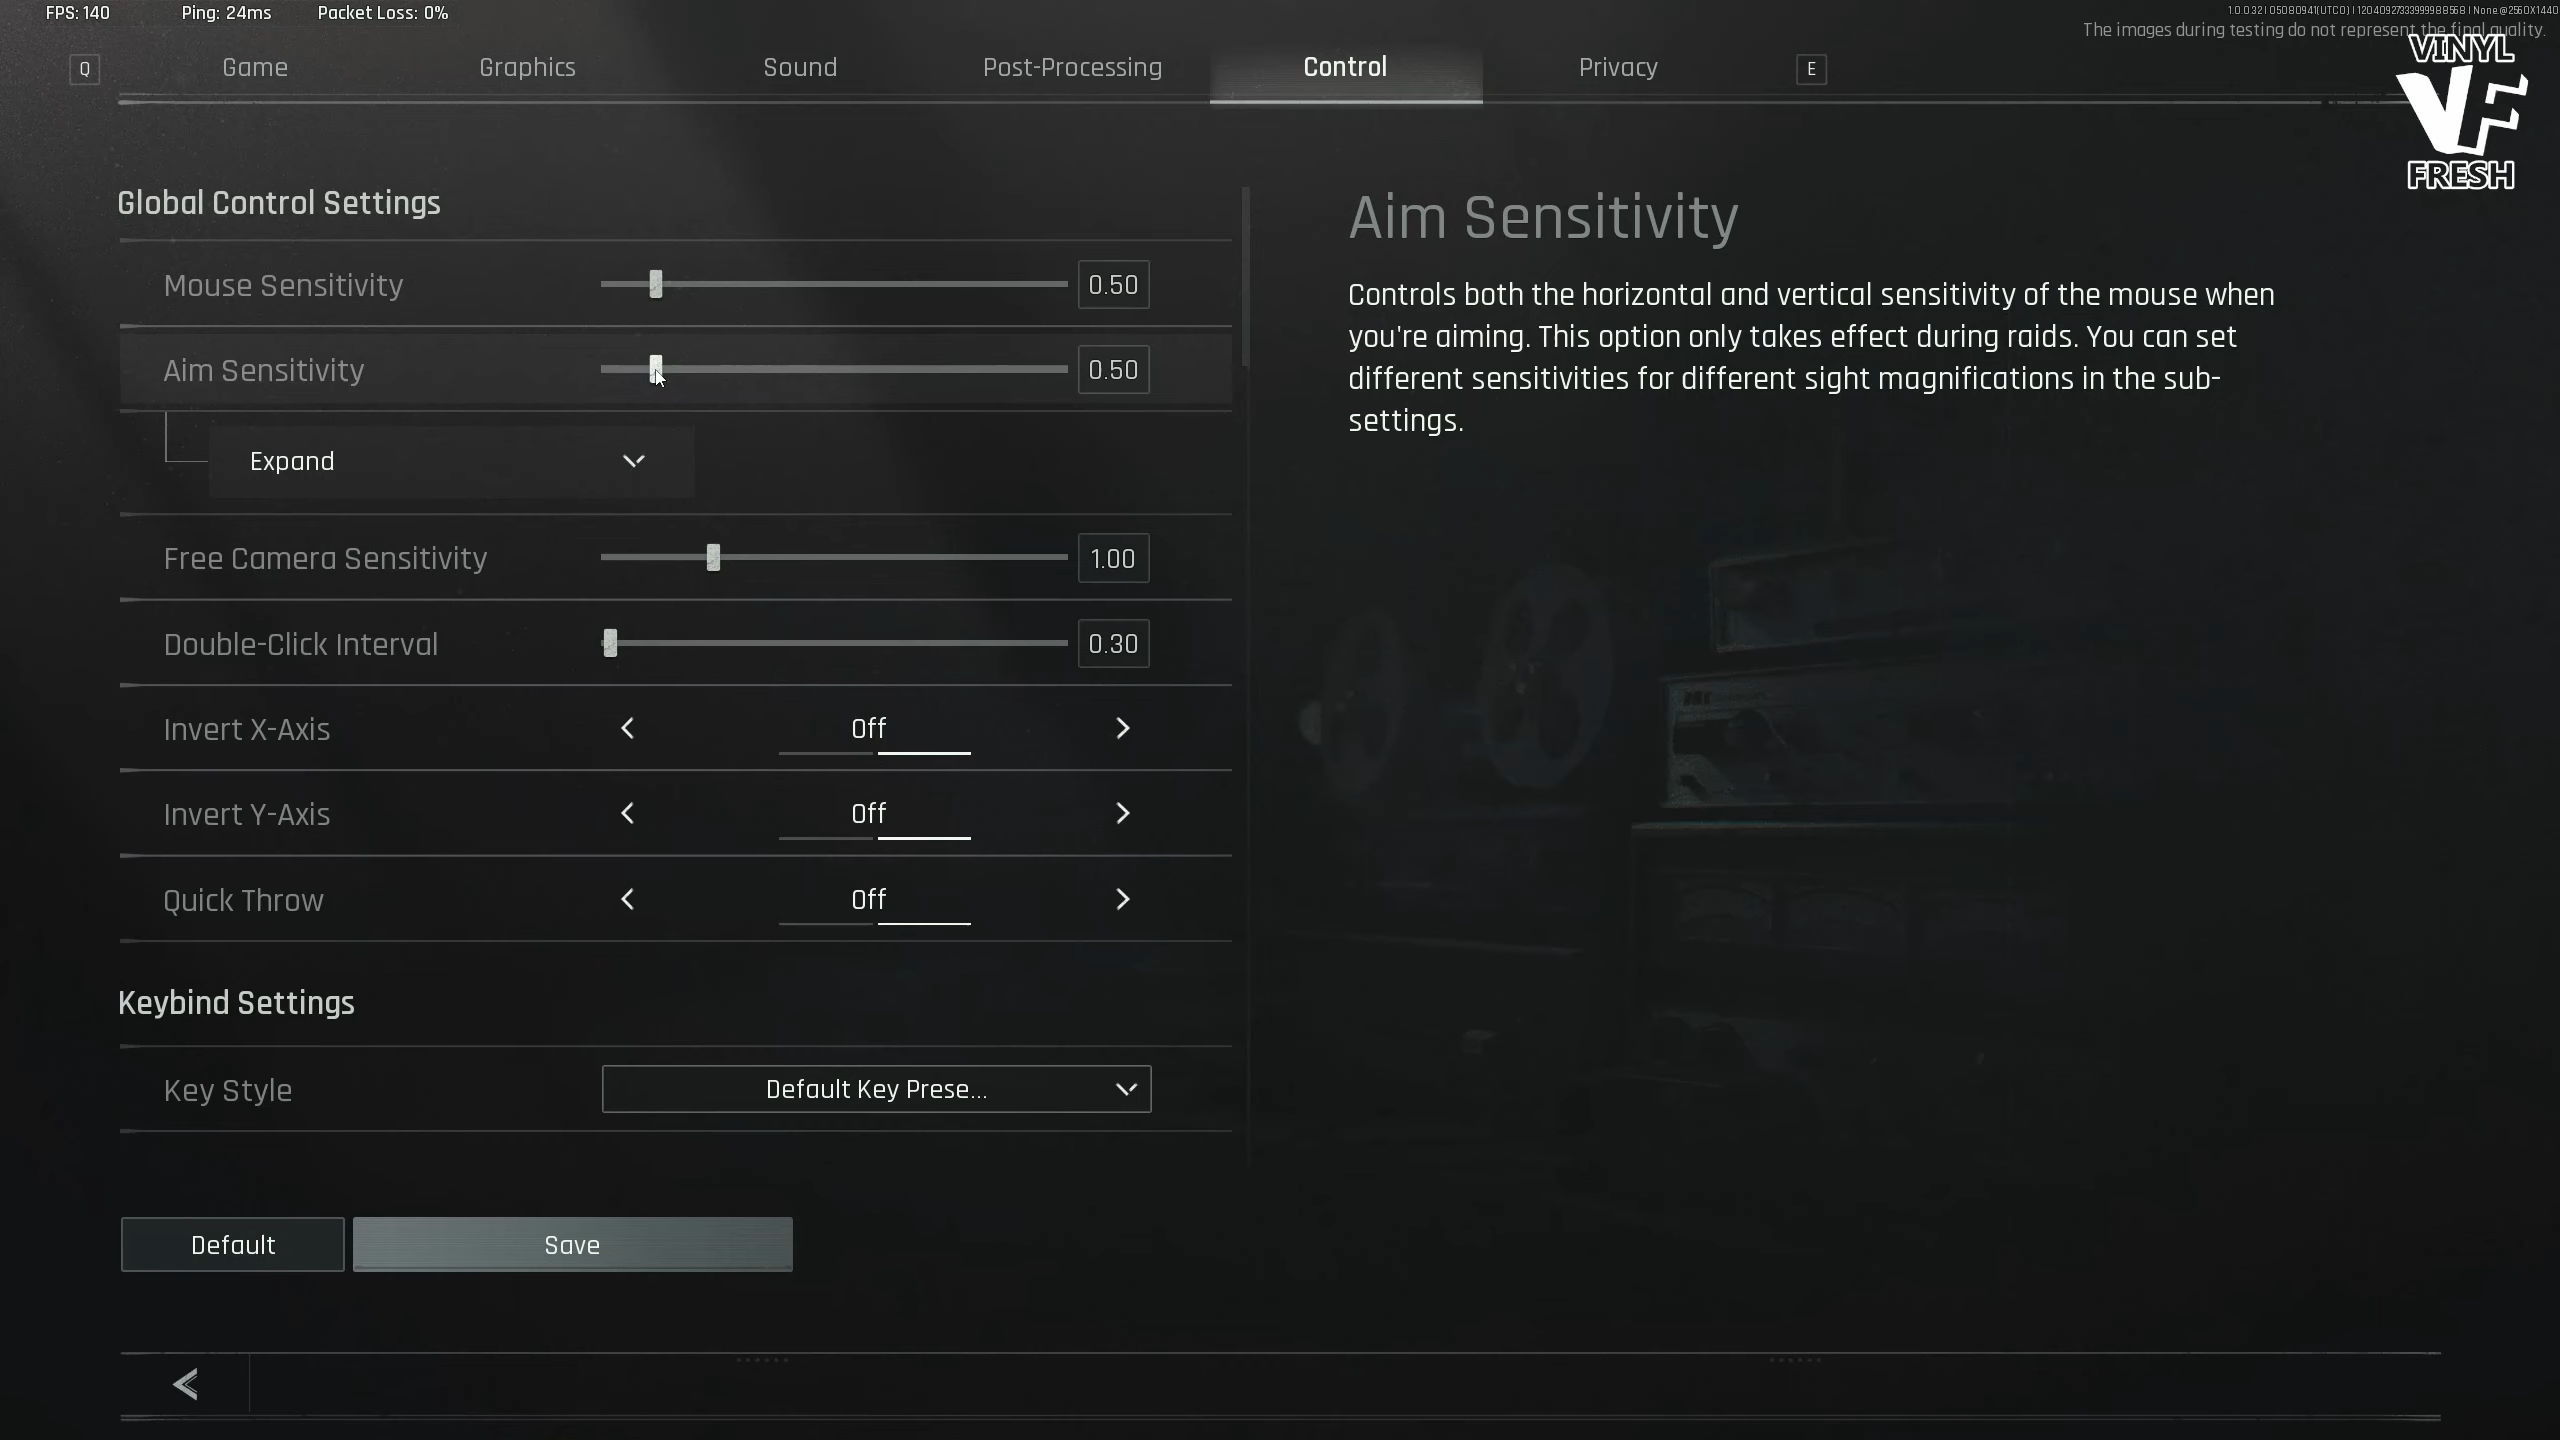 FPS: 140 Ping: 24ms Packet Loss: 0%
The images during testing do not represent the final quality.
VINYL
VF
FRESH
Q Game Graphics Sound Post-Processing Control Privacy E
Global Control Settings
Mouse Sensitivity 0.50
Aim Sensitivity 0.50
Expand
Free Camera Sensitivity 1.00
Double-Click Interval 0.30
Invert X-Axis Off
Invert Y-Axis Off
Quick Throw Off
Keybind Settings
Key Style Default Key Prese...
Default Save
Aim Sensitivity
Controls both the horizontal and vertical sensitivity of the mouse when
you're aiming. This option only takes effect during raids. You can set
different sensitivities for different sight magnifications in the sub-
settings.